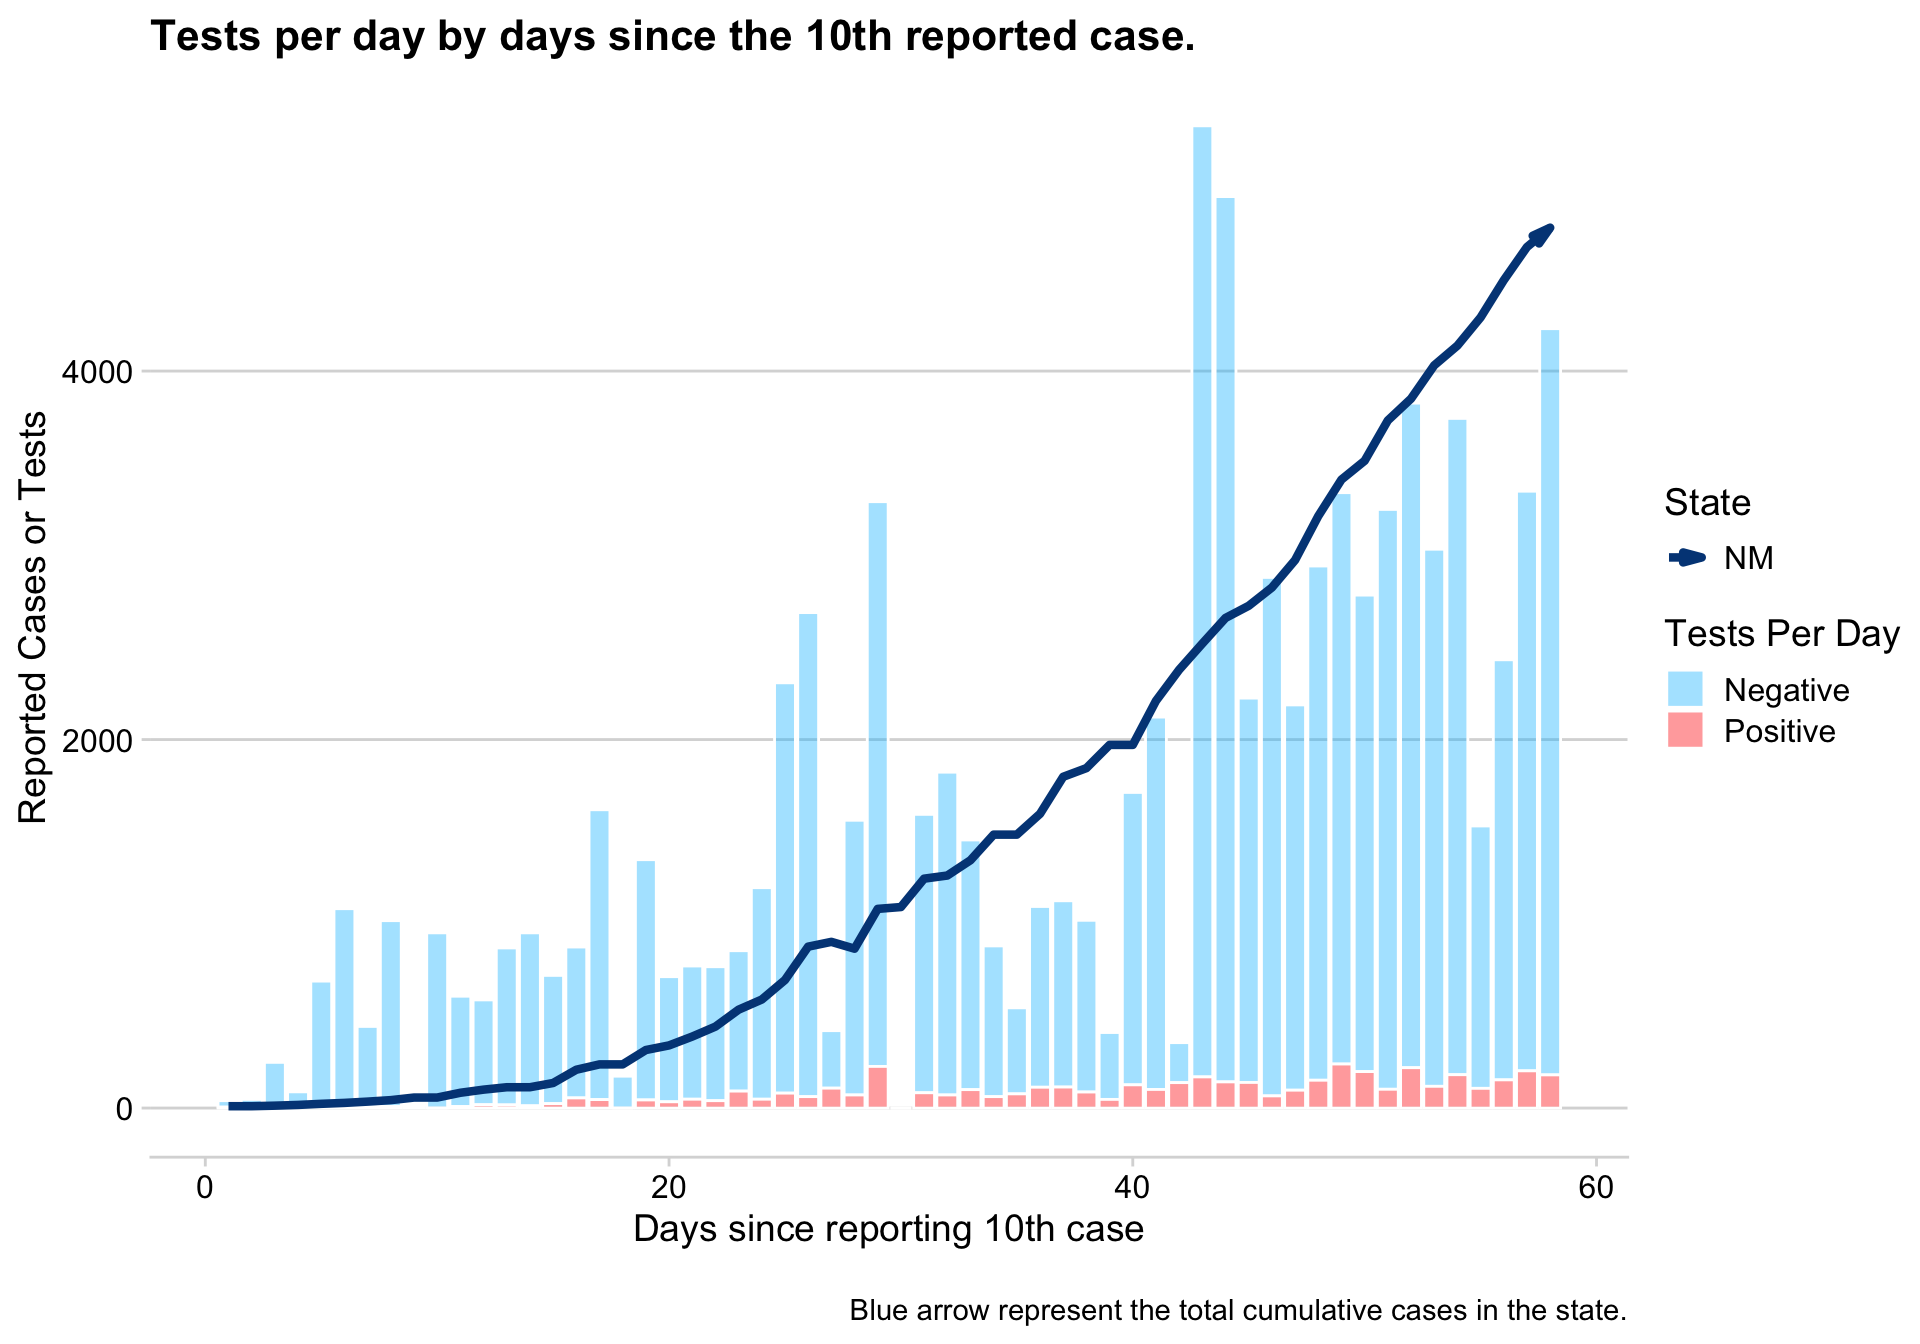 Tests per day by days since the 10th reported case.
Reported Cases or Tests
4000
2000
0
0
20
40
60
Days since reporting 10th case
State
NM
Tests Per Day
Negative
Positive
Blue arrow represent the total cumulative cases in the state.